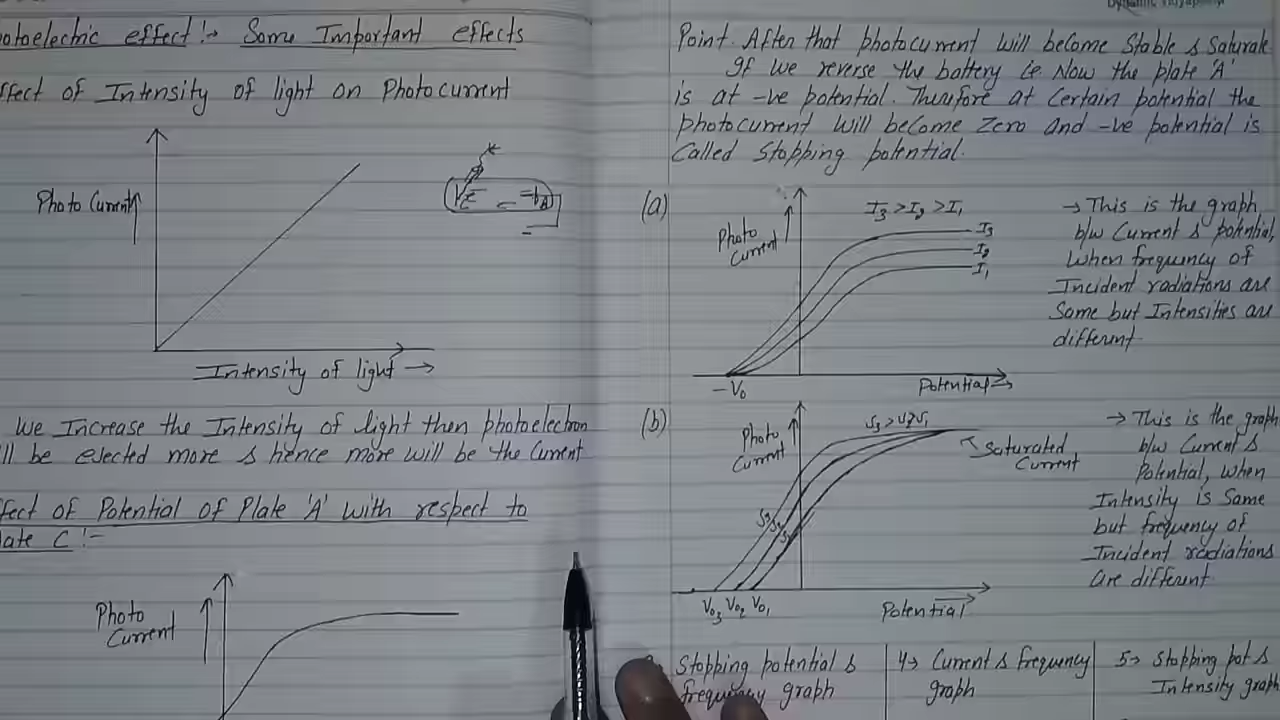 otoelectric effect :→ Some Important effects
ffect of Intensity of light on Photocurrent
Photo Current
Intensity of light →
we Increase the Intensity of light then photoelectron
ll be ejected more & hence more will be the Current
fect of Potential of Plate 'A' with respect to
late C :-
Photo
Current
Point. After that photocurrent will become Stable & Saturate
If we reverse the battery i.e. Now the plate 'A'
is at -ve potential. Therefore at Certain potential the
photocurrent will become Zero and -ve potential is
Called Stopping potential.
(a)
Photo
Current
I₃ > I₂ > I₁
I₃
I₂
I₁
-V₀
Potential →
→ This is the graph
b/w Current & potential,
when frequency of
Incident radiations are
Same but Intensities are
different
(b)
Photo
Current
Saturated
Current
V₀₃ V₀₂ V₀₁
Potential
→ This is the graph
b/w Current &
Potential, when
Intensity is Same
but frequency of
Incident radiations
are different
Stopping potential &
frequency graph
4→ Current & frequency
graph
5→ Stopping pot &
Intensity graph